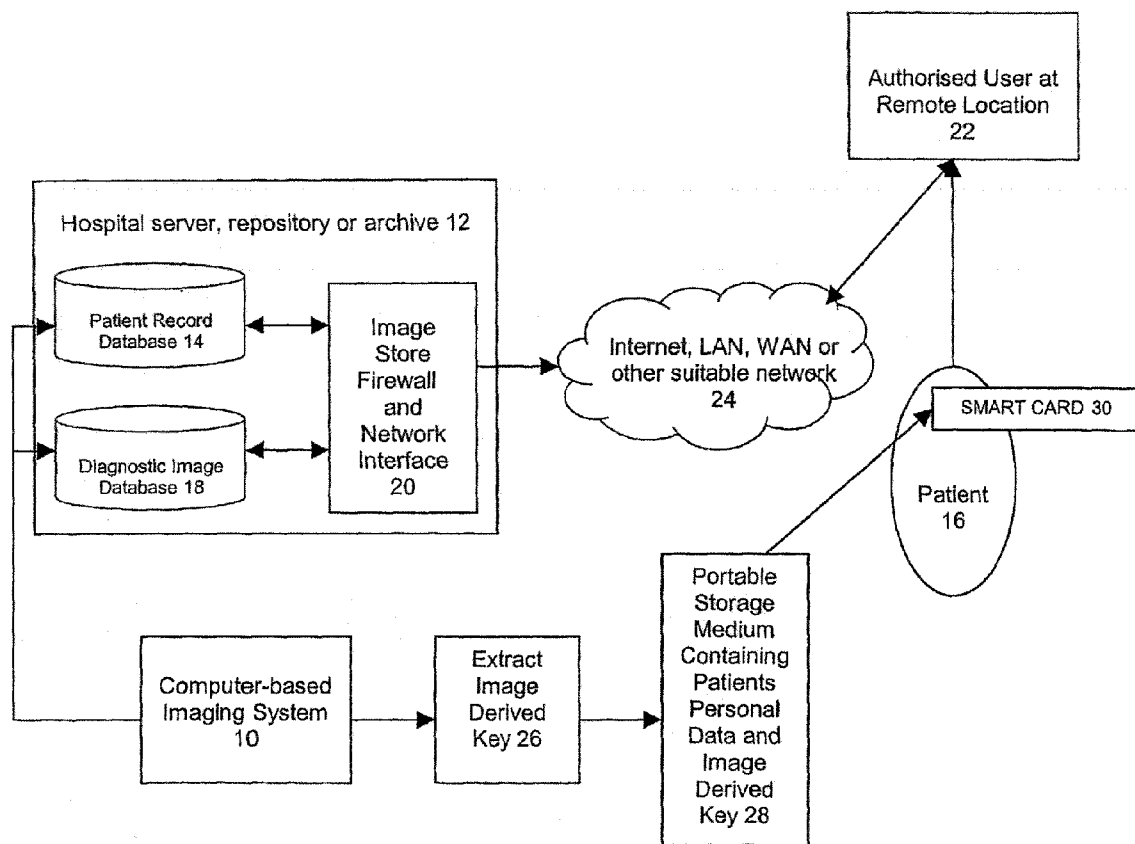 Authorised User at
Remote Location
22
Hospital server, repository or archive 12
Patient Record
Database 14
Diagnostic Image
Database 18
Image
Store
Firewall
and
Network
Interface
20
Internet, LAN, WAN or
other suitable network
24
SMART CARD 30
Patient
16
Computer-based
Imaging System
10
Extract
Image
Derived
Key 26
Portable
Storage
Medium
Containing
Patients
Personal
Data and
Image
Derived
Key 28